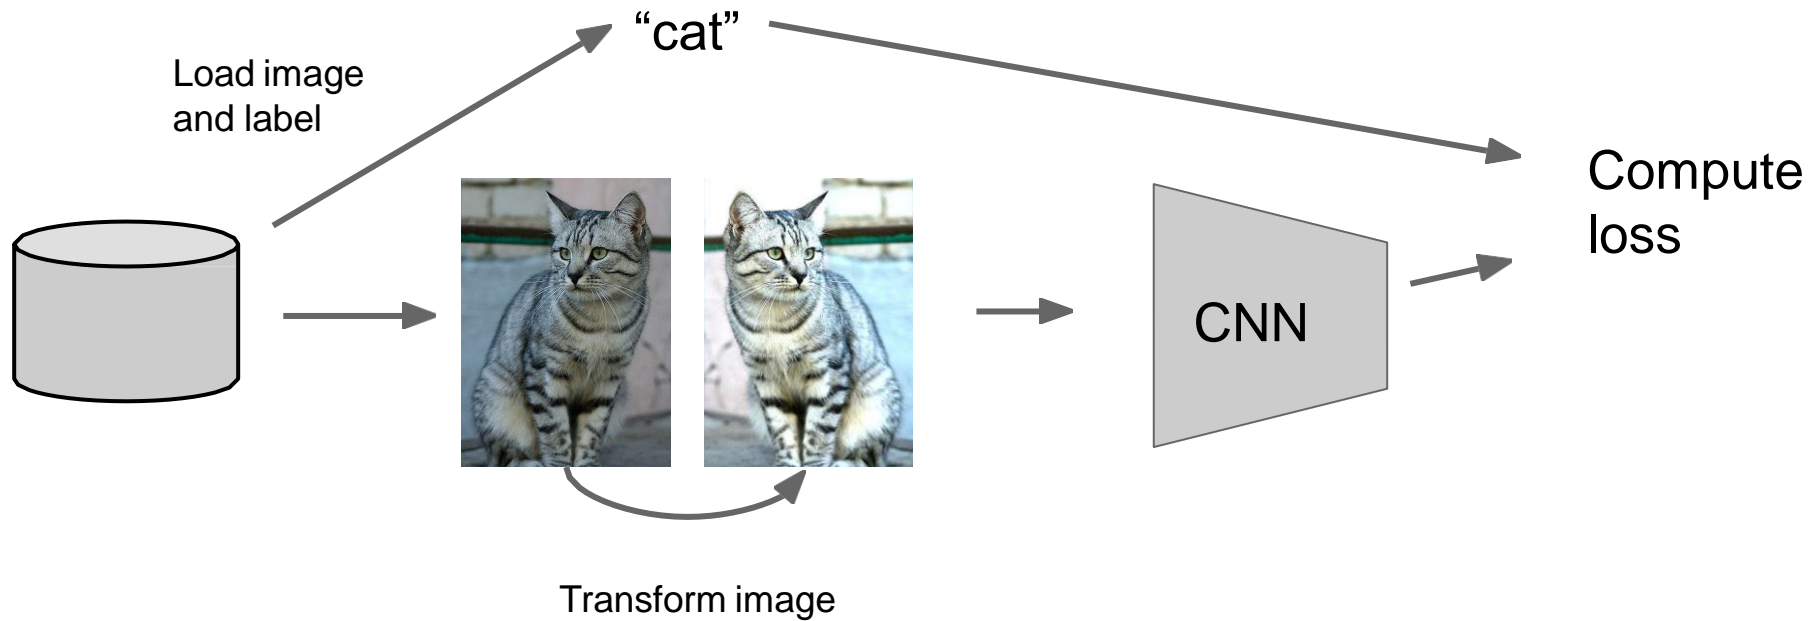 “cat”
Load image
and label
Compute
loss
CNN
Transform image